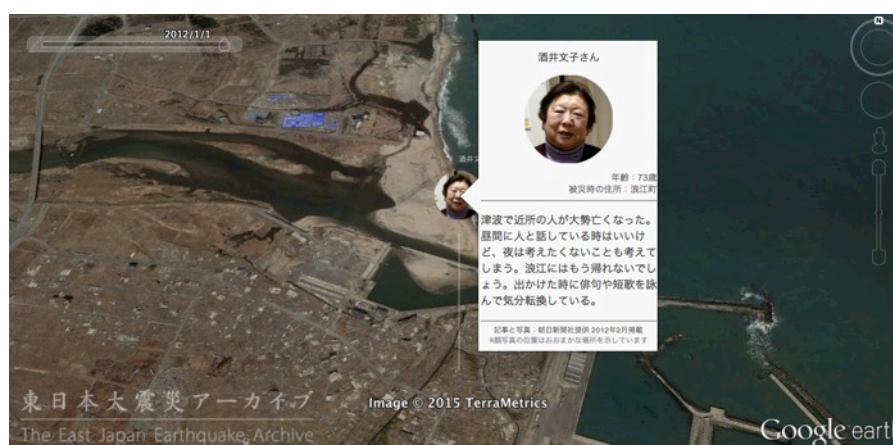 2012/1/1
N
酒井文子さん
年齢：73歳
被災時の住所：浪江町
酒井文
津波で近所の人が大勢亡くなった。
昼間に人と話している時はいいけ
ど、夜は考えたくないことも考えて
しまう。浪江にはもう帰れないでし
ょう。出かけた時に俳句や短歌を詠
んで気分転換している。
記事と写真：朝日新聞社提供 2012年2月掲載
※顔写真の位置はおおまかな場所を示しています
東日本大震災アーカイブ
The East Japan Earthquake Archive
Image © 2015 TerraMetrics
Google eart